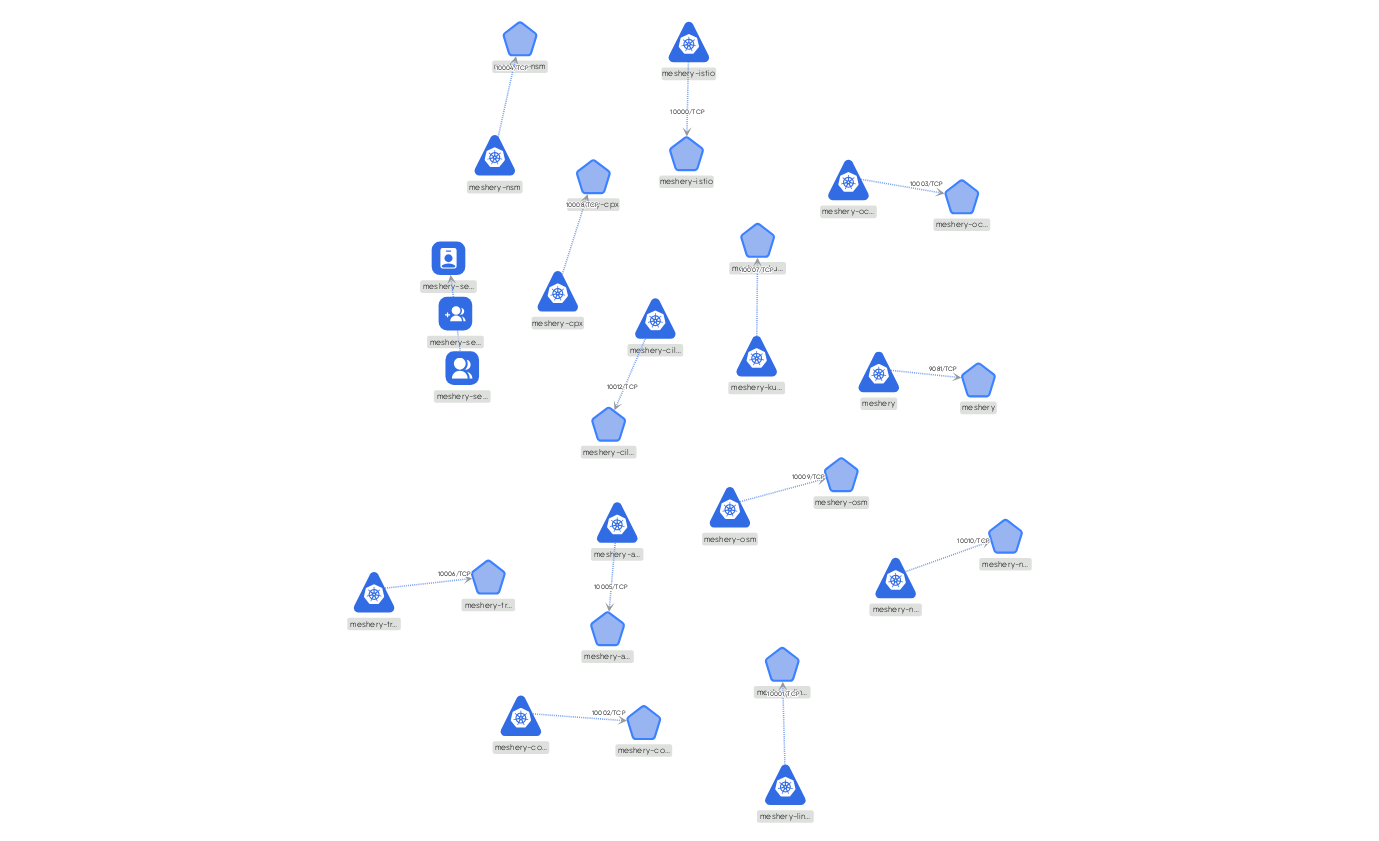 -nsm
10004/TCP
meshery-istio
10000/TCP
meshery-istio
meshery-nsm
10003/TCP
meshery-oc...
meshery-oc...
-cpx
10008/TCP
meshery-se...
meshery-cpx
10007/TCP
meshery-se...
meshery-cil...
9081/TCP
meshery-se...
10012/TCP
meshery-ku...
meshery
meshery
meshery-cil...
10009/TCP
meshery-osm
meshery-osm
10010/TCP
meshery-a...
meshery-n...
10006/TCP
10005/TCP
meshery-tr...
meshery-n...
meshery-tr...
meshery-a...
10001/TCP
10002/TCP
meshery-co...
meshery-co...
meshery-lin...